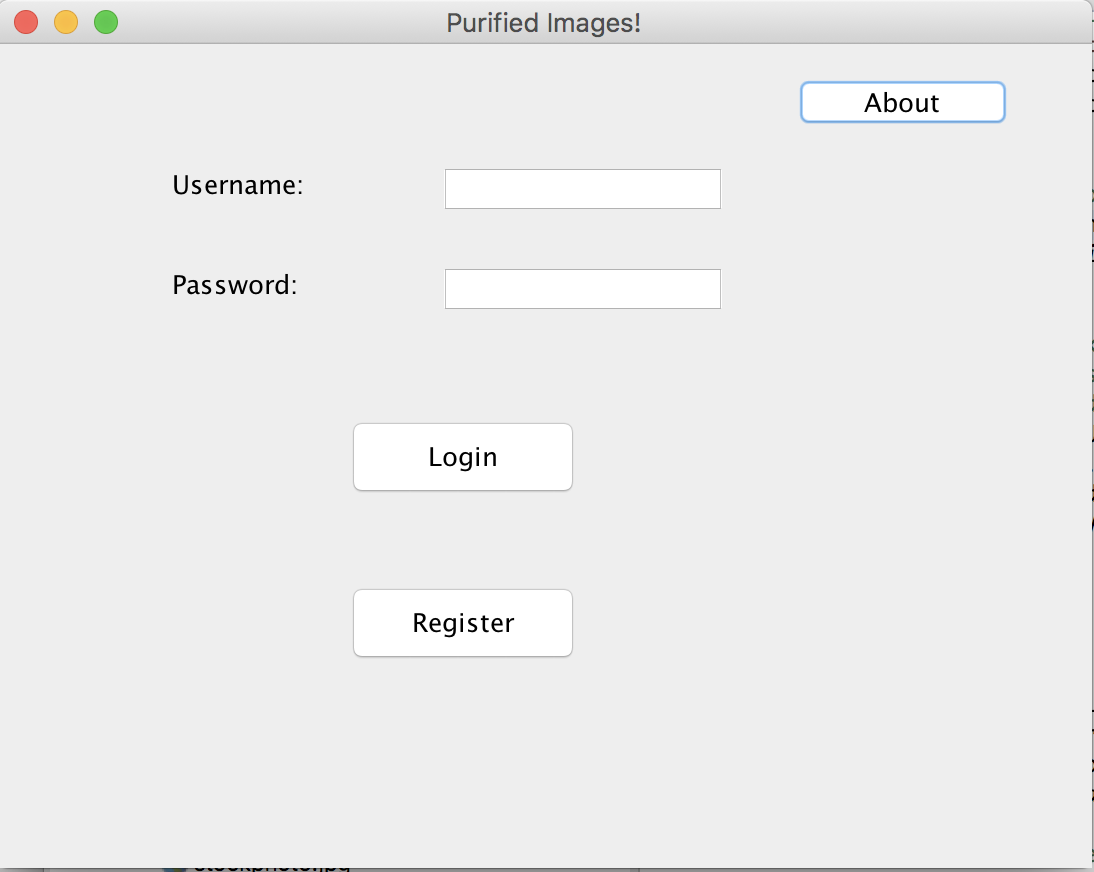 Purified Images!
About
Username:
Password:
Login
Register